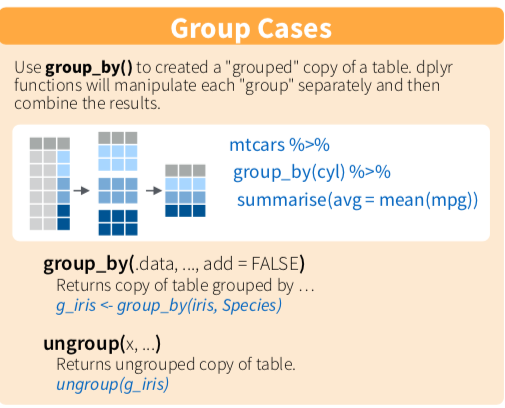 Group Cases
Use group_by() to created a "grouped" copy of a table. dplyr
functions will manipulate each "group" separately and then
combine the results.
mtcars %>%
group_by(cyl) %>%
summarise(avg = mean(mpg))
group_by(.data, ..., add = FALSE)
Returns copy of table grouped by …
g_iris <- group_by(iris, Species)
ungroup(x, ...)
Returns ungrouped copy of table.
ungroup(g_iris)